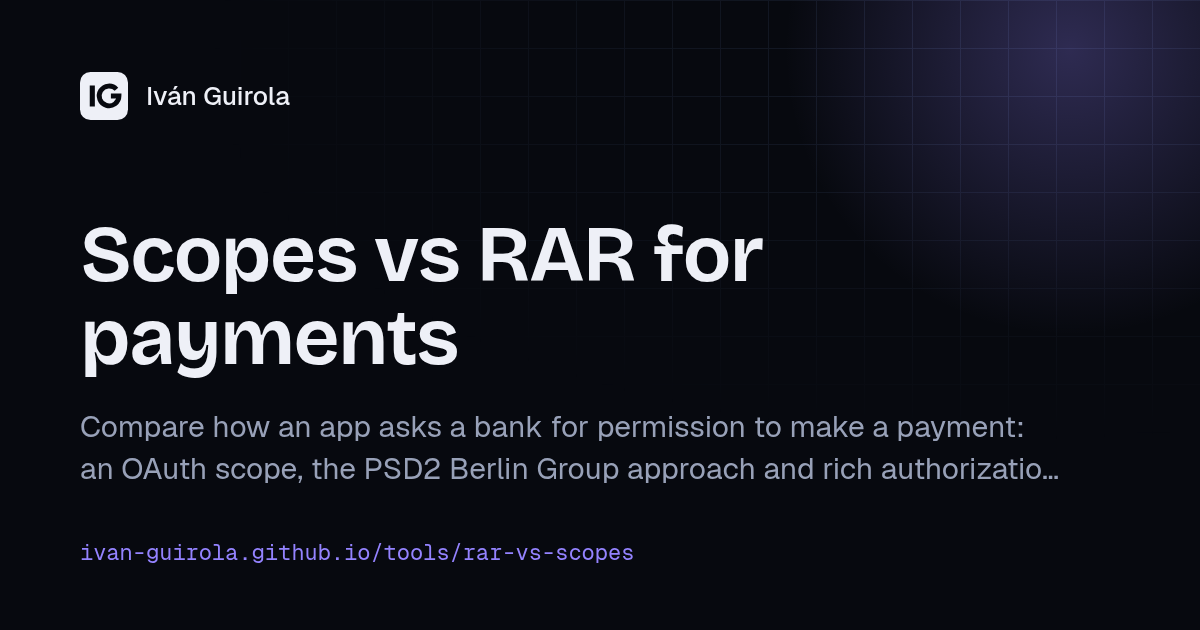 IG
Iván Guirola
Scopes vs RAR for
payments
Compare how an app asks a bank for permission to make a payment:
an OAuth scope, the PSD2 Berlin Group approach and rich authorizatio…
ivan-guirola.github.io/tools/rar-vs-scopes